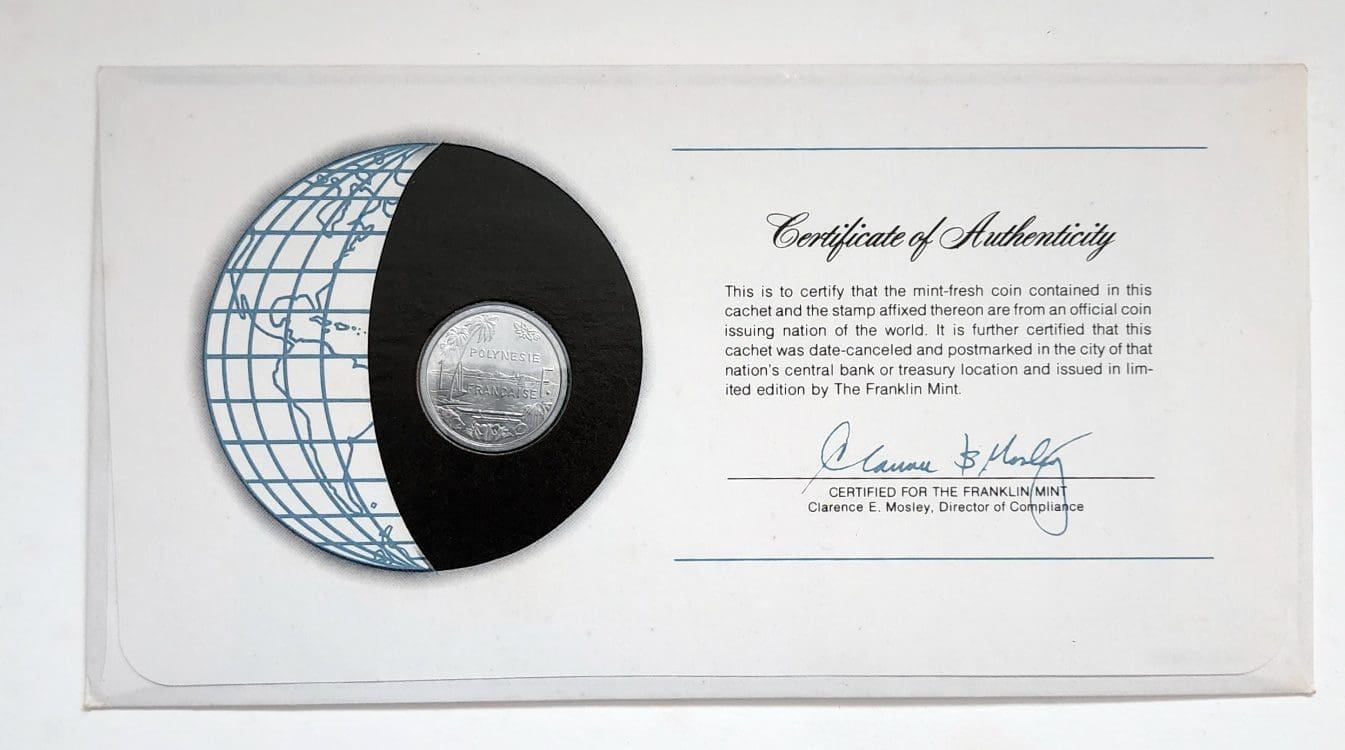 POLYNESIE
FRANÇAISE
Certificate of Authenticity
This is to certify that the mint-fresh coin contained in this
cachet and the stamp affixed thereon are from an official coin
issuing nation of the world. It is further certified that this
cachet was date-canceled and postmarked in the city of that
nation's central bank or treasury location and issued in lim-
ited edition by The Franklin Mint.
Clarence E. Mosley
CERTIFIED FOR THE FRANKLIN MINT
Clarence E. Mosley, Director of Compliance